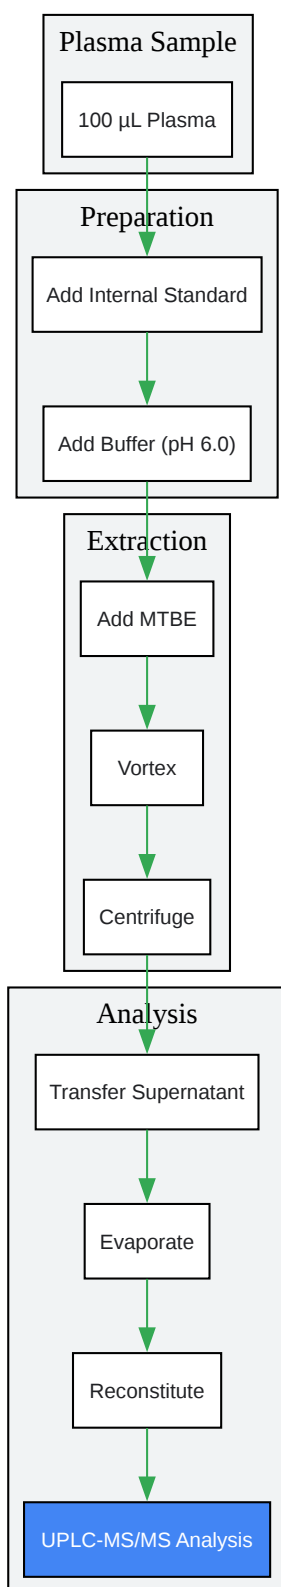 Plasma Sample
100 µL Plasma
Preparation
Add Internal Standard
Add Buffer (pH 6.0)
Extraction
Add MTBE
Vortex
Centrifuge
Analysis
Transfer Supernatant
Evaporate
Reconstitute
UPLC-MS/MS Analysis